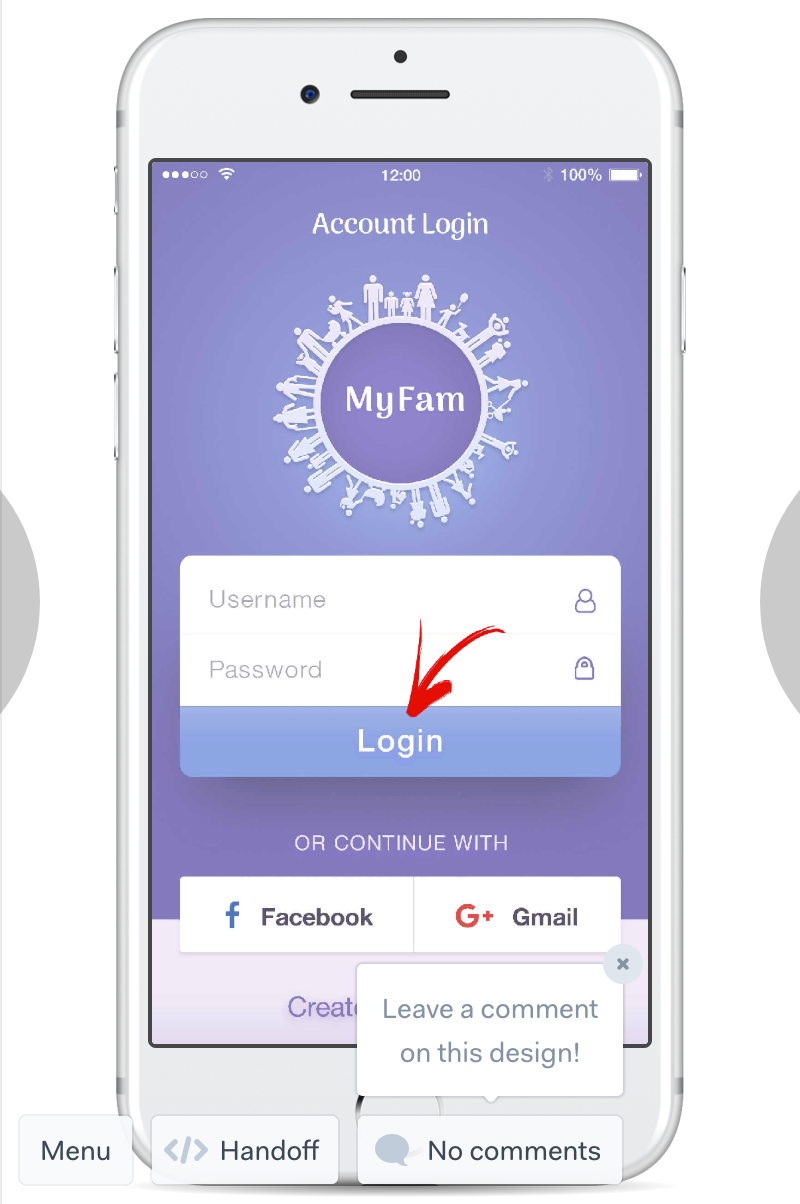 12:00
100%
Account Login
MyFam
Username
Password
Login
OR CONTINUE WITH
f Facebook
G+ Gmail
Leave a comment
on this design!
Menu
</> Handoff
No comments